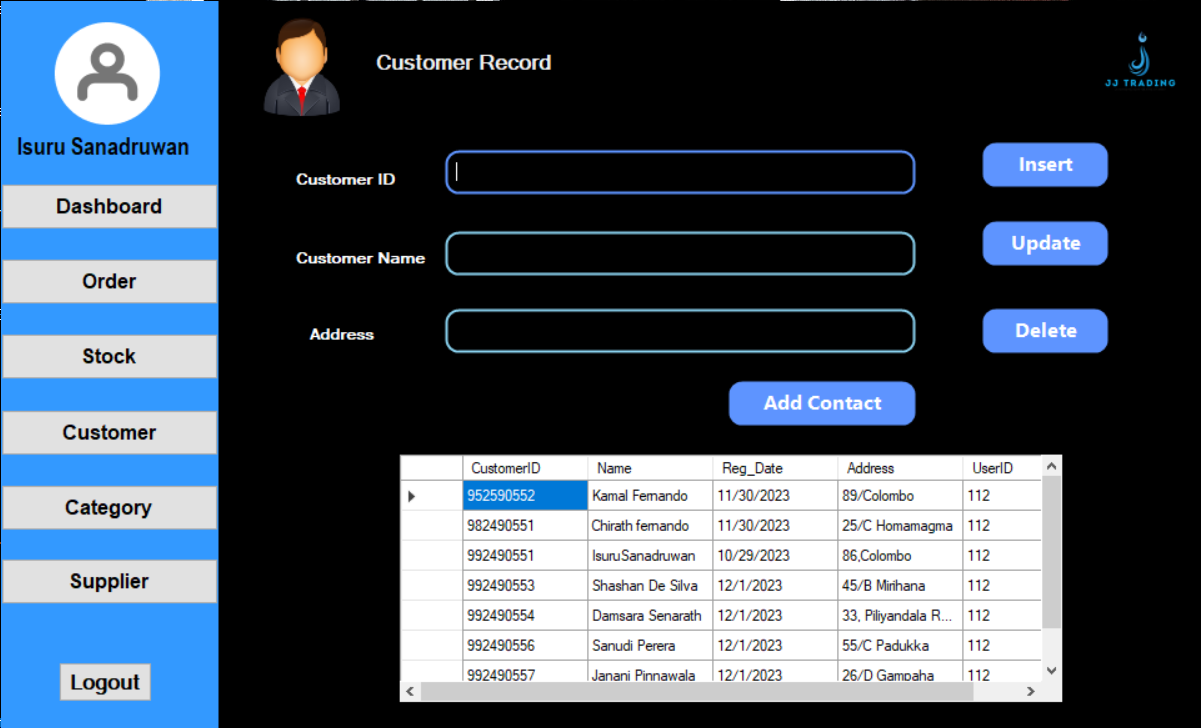 Isuru Sanadruwan
Dashboard
Order
Stock
Customer
Category
Supplier
Logout
Customer Record
JJ TRADING
Customer ID
Insert
Customer Name
Update
Address
Delete
Add Contact
CustomerID Name Reg_Date Address UserID
952590552 Kamal Fernando 11/30/2023 89/Colombo 112
982490551 Chirath fernando 11/30/2023 25/C Homamagma 112
992490551 IsuruSanadruwan 10/29/2023 86,Colombo 112
992490553 Shashan De Silva 12/1/2023 45/B Mirihana 112
992490554 Damsara Senarath 12/1/2023 33, Piliyandala R... 112
992490556 Sanudi Perera 12/1/2023 55/C Padukka 112
992490557 Janani Pinnawala 12/1/2023 26/D Gampaha 112